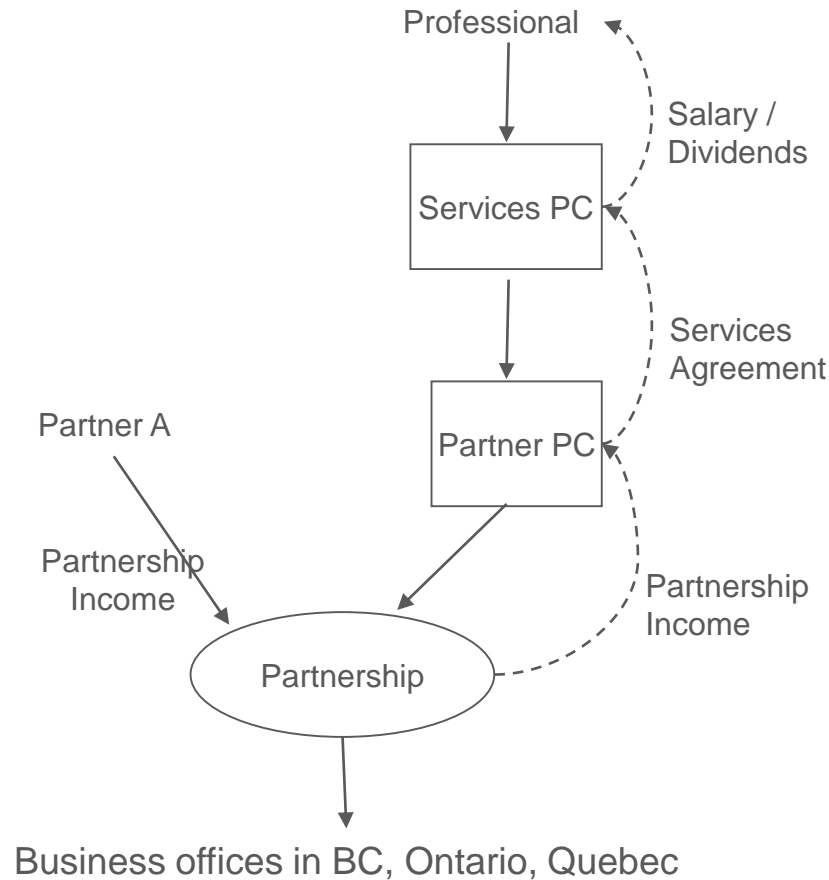 Professional
Salary /
Dividends
Services PC
Services
Agreement
Partner A
Partner PC
Partnership
Income
Partnership
Income
Partnership
Business offices in BC, Ontario, Quebec